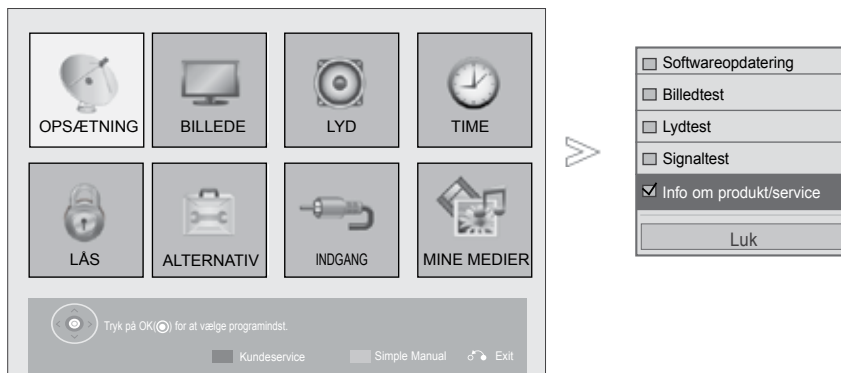 OPSÆTNING BILLEDE LYD TIME
LÅS ALTERNATIV INDGANG MINE MEDIER
Tryk på OK(◉) for at vælge programindst.
Kundeservice Simple Manual Exit
Softwareopdatering
Billedtest
Lydtest
Signaltest
Info om produkt/service
Luk